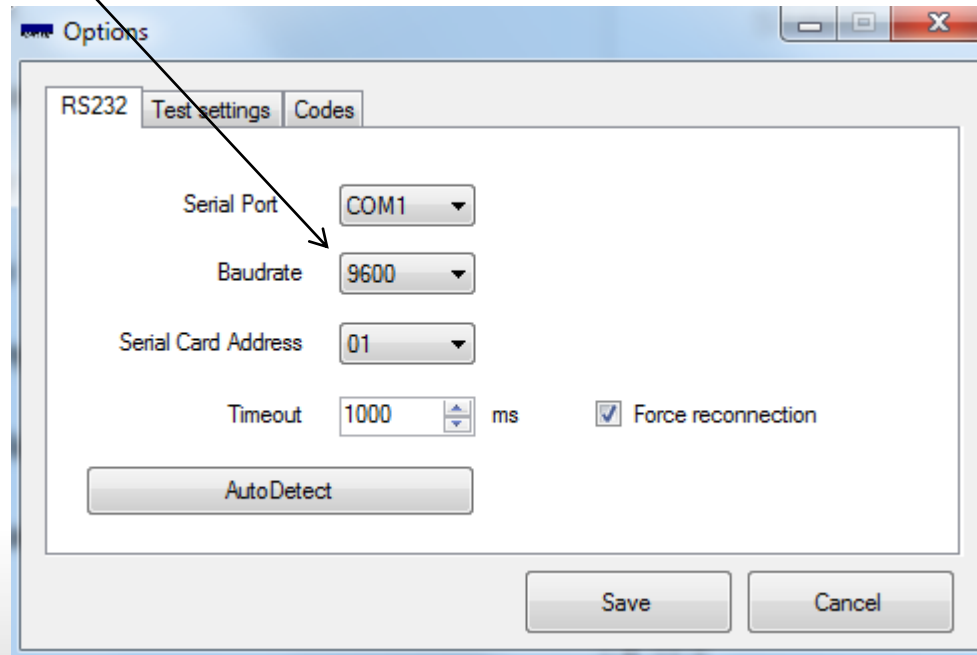 Options
RS232 Test settings Codes
Serial Port COM1
Baudrate 9600
Serial Card Address 01
Timeout 1000 ms Force reconnection
AutoDetect
Save Cancel